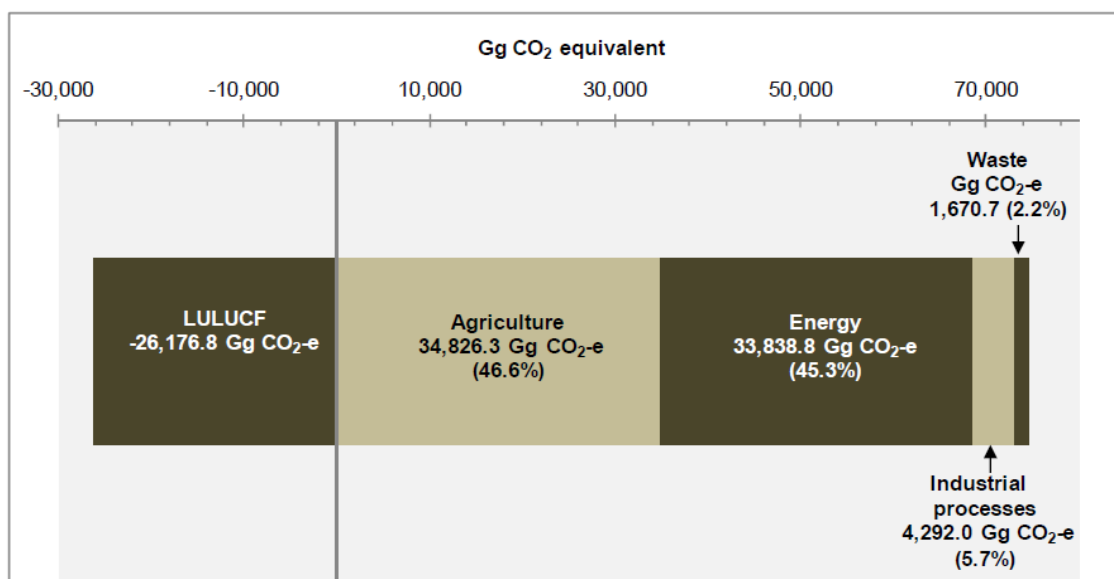 Gg CO₂ equivalent
-30,000 -10,000 10,000 30,000 50,000 70,000
Waste
Gg CO₂-e
1,670.7 (2.2%)
LULUCF
-26,176.8 Gg CO₂-e
Agriculture
34,826.3 Gg CO₂-e
(46.6%)
Energy
33,838.8 Gg CO₂-e
(45.3%)
Industrial
processes
4,292.0 Gg CO₂-e
(5.7%)